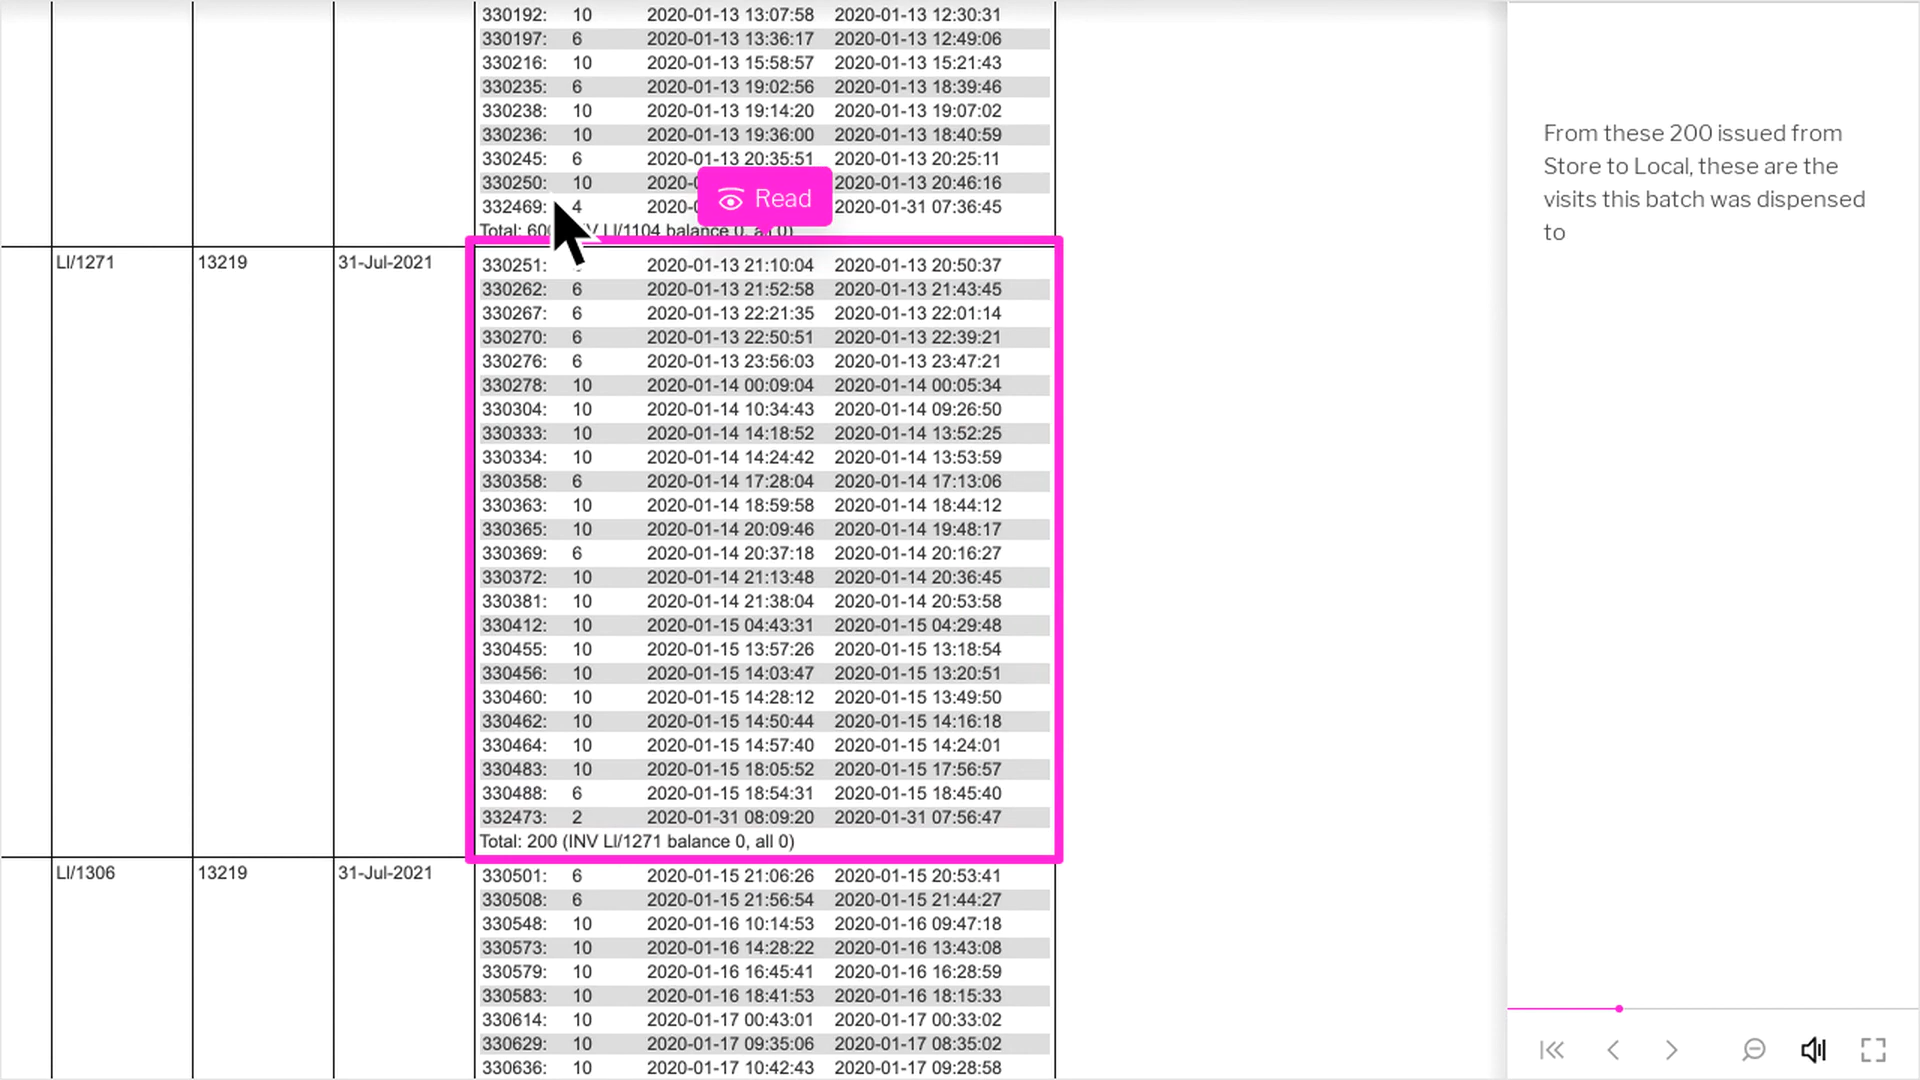 330192: 10 2020-01-13 13:07:58 2020-01-13 12:30:31
330197: 6 2020-01-13 13:36:17 2020-01-13 12:49:06
330216: 10 2020-01-13 15:58:57 2020-01-13 15:21:43
330235: 6 2020-01-13 19:02:56 2020-01-13 18:39:46
330238: 10 2020-01-13 19:14:20 2020-01-13 19:07:02
330236: 10 2020-01-13 19:36:00 2020-01-13 18:40:59
330245: 6 2020-01-13 20:35:51 2020-01-13 20:25:11
330250: 10 2020- 2020-01-13 20:46:16
Read
332469: 4 2020- 2020-01-31 07:36:45
Total: LI/1104 balance 0, all 0)
LI/1271 13219 31-Jul-2021
330251: 2020-01-13 21:10:04 2020-01-13 20:50:37
330262: 6 2020-01-13 21:52:58 2020-01-13 21:43:45
330267: 6 2020-01-13 22:21:35 2020-01-13 22:01:14
330270: 6 2020-01-13 22:50:51 2020-01-13 22:39:21
330276: 6 2020-01-13 23:56:03 2020-01-13 23:47:21
330278: 10 2020-01-14 00:09:04 2020-01-14 00:05:34
330304: 10 2020-01-14 10:34:43 2020-01-14 09:26:50
330333: 10 2020-01-14 14:18:52 2020-01-14 13:52:25
330334: 10 2020-01-14 14:24:42 2020-01-14 13:53:59
330358: 6 2020-01-14 17:28:04 2020-01-14 17:13:06
330363: 10 2020-01-14 18:59:58 2020-01-14 18:44:12
330365: 10 2020-01-14 20:09:46 2020-01-14 19:48:17
330369: 6 2020-01-14 20:37:18 2020-01-14 20:16:27
330372: 10 2020-01-14 21:13:48 2020-01-14 20:36:45
330381: 10 2020-01-14 21:38:04 2020-01-14 20:53:58
330412: 10 2020-01-15 04:43:31 2020-01-15 04:29:48
330455: 10 2020-01-15 13:57:26 2020-01-15 13:18:54
330456: 10 2020-01-15 14:03:47 2020-01-15 13:20:51
330460: 10 2020-01-15 14:28:12 2020-01-15 13:49:50
330462: 10 2020-01-15 14:50:44 2020-01-15 14:16:18
330464: 10 2020-01-15 14:57:40 2020-01-15 14:24:01
330483: 10 2020-01-15 18:05:52 2020-01-15 17:56:57
330488: 6 2020-01-15 18:54:31 2020-01-15 18:45:40
332473: 2 2020-01-31 08:09:20 2020-01-31 07:56:47
Total: 200 (INV LI/1271 balance 0, all 0)
LI/1306 13219 31-Jul-2021
330501: 6 2020-01-15 21:06:26 2020-01-15 20:53:41
330508: 6 2020-01-15 21:56:54 2020-01-15 21:44:27
330548: 10 2020-01-16 10:14:53 2020-01-16 09:47:18
330573: 10 2020-01-16 14:28:22 2020-01-16 13:43:08
330579: 10 2020-01-16 16:45:41 2020-01-16 16:28:59
330583: 10 2020-01-16 18:41:53 2020-01-16 18:15:33
330614: 10 2020-01-17 00:43:01 2020-01-17 00:33:02
330629: 10 2020-01-17 09:35:06 2020-01-17 08:35:02
330636: 10 2020-01-17 10:42:43 2020-01-17 09:28:58
From these 200 issued from
Store to Local, these are the
visits this batch was dispensed
to